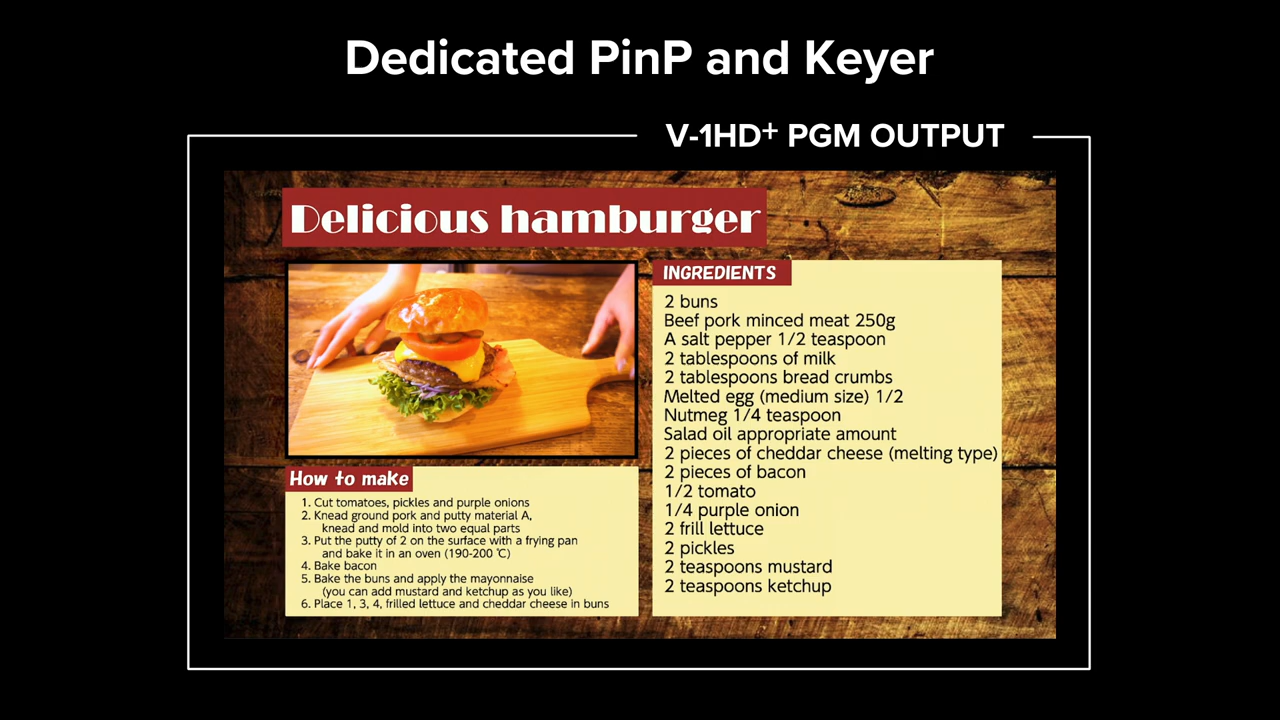 Dedicated PinP and Keyer
V-1HD+ PGM OUTPUT
Delicious hamburger
How to make
1. Cut tomatoes, pickles and purple onions
2. Knead ground pork and putty material A,
knead and mold into two equal parts
3. Put the putty of 2 on the surface with a frying pan
and bake it in an oven (190-200 ℃)
4. Bake bacon
5. Bake the buns and apply the mayonnaise
(you can add mustard and ketchup as you like)
6. Place 1, 3, 4, frilled lettuce and cheddar cheese in buns
INGREDIENTS
2 buns
Beef pork minced meat 250g
A salt pepper 1/2 teaspoon
2 tablespoons of milk
2 tablespoons bread crumbs
Melted egg (medium size) 1/2
Nutmeg 1/4 teaspoon
Salad oil appropriate amount
2 pieces of cheddar cheese (melting type)
2 pieces of bacon
1/2 tomato
1/4 purple onion
2 frill lettuce
2 pickles
2 teaspoons mustard
2 teaspoons ketchup